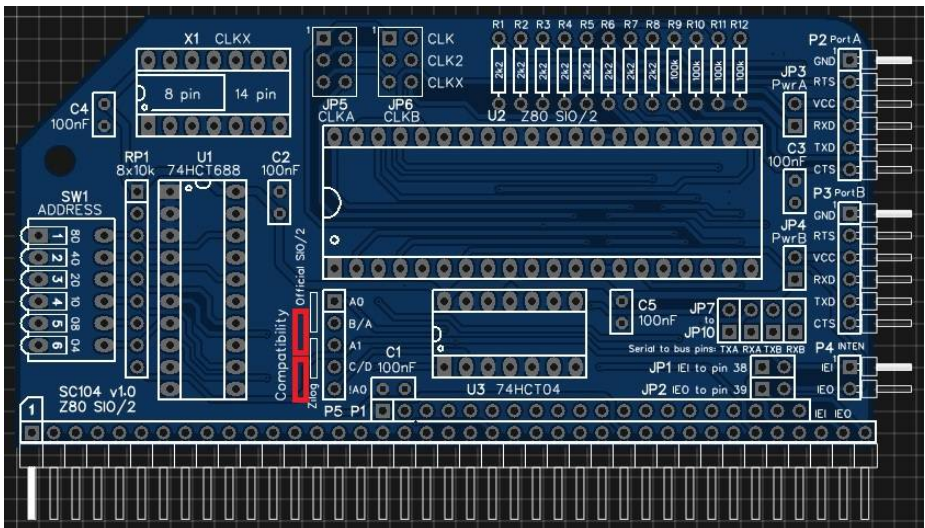 R1 R2 R3 R4 R5 R6 R7 R8 R9 R10 R11 R12
2k2 2k2 2k2 2k2 2k2 2k2 2k2 2k2 100k 100k 100k 100k
X1 CLKX
8 pin 14 pin
1
1
CLK
CLK2
CLKX
JP5
CLKA
JP6
CLKB
U2 Z80 SIO/2
P2 Port A
1
GND
RTS
VCC
RXD
TXD
CTS
JP3
PwrA
C3
100nF
P3 Port B
1
GND
RTS
VCC
RXD
TXD
CTS
JP4
PwrB
C4
100nF
RP1
8x10k
U1
74HCT688
C2
100nF
SW1
ADDRESS
1 80
2 40
3 20
4 10
5 08
6 04
Compatibility
Official SIO/2
Zilog
A0
B/A
A1
C/D
!A0
P5 P1
C1
100nF
U3 74HCT04
C5
100nF
JP7
to
JP10
Serial to bus pins: TXA RXA TXB RXB
JP1 IEI to pin 38
JP2 IEO to pin 39
P4 INTEN
1
IEI
IEO
IEI IEO
SC104 v1.0
Z80 SIO/2
1